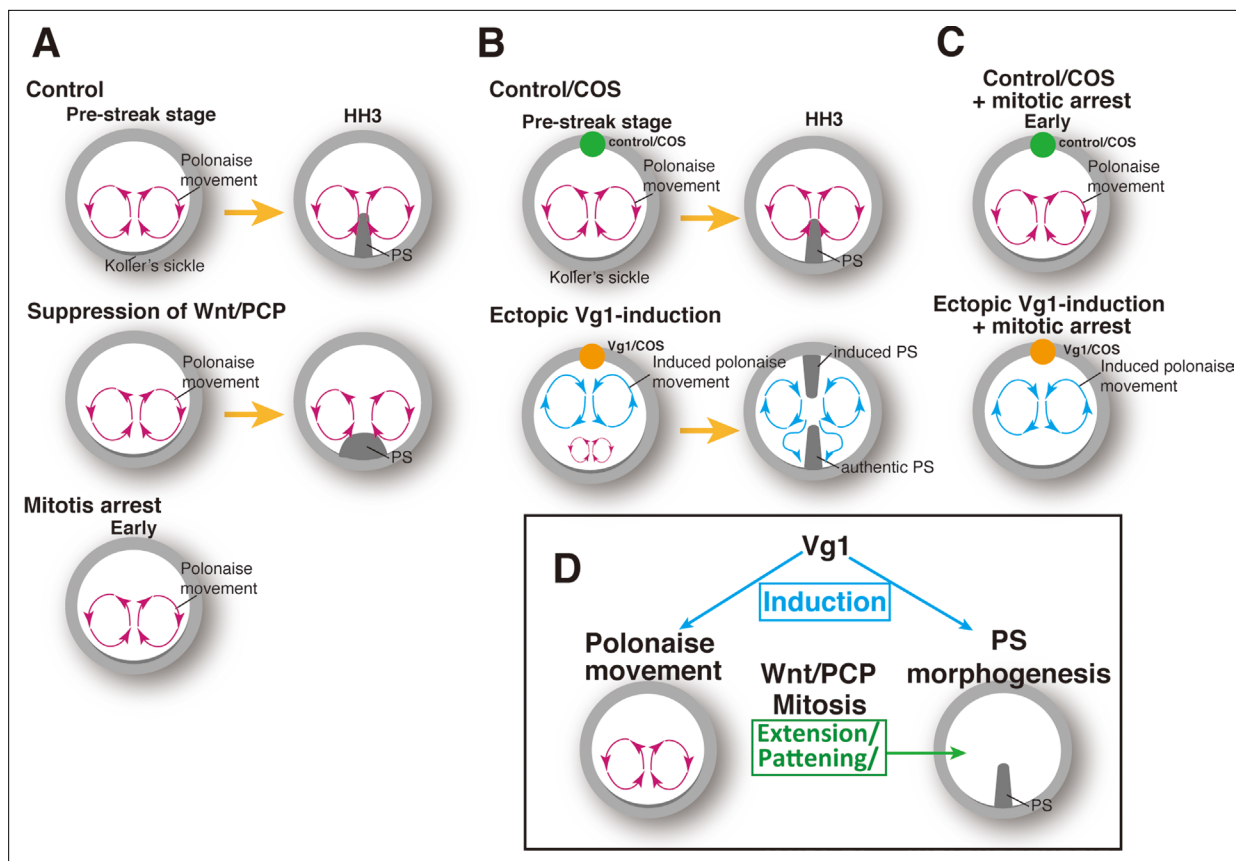 A
Control
Pre-streak stage
HH3
Polonaise
movement
Koller's sickle
PS
Suppression of Wnt/PCP
Polonaise
movement
PS
Mitotis arrest
Early
Polonaise
movement
B
Control/COS
Pre-streak stage
HH3
control/COS
Polonaise
movement
Koller's sickle
PS
Ectopic Vg1-induction
Vg1/COS
Induced polonaise
movement
induced PS
authentic PS
C
Control/COS
+ mitotic arrest
Early
control/COS
Polonaise
movement
Ectopic Vg1-induction
+ mitotic arrest
Vg1/COS
Induced polonaise
movement
D
Vg1
Induction
Polonaise
movement
Wnt/PCP
Mitosis
Extension/
Pattening/
PS
morphogenesis
PS